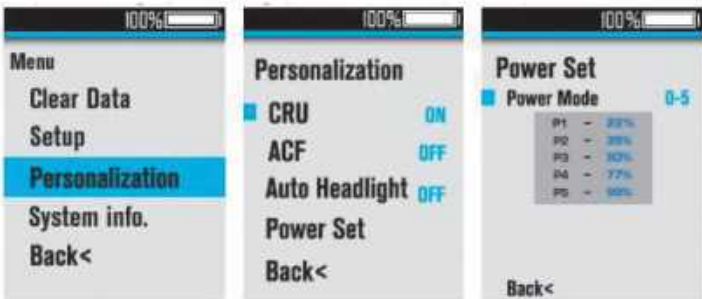 100%
Menu
Clear Data
Setup
Personalization
System info.
Back<
100%
Personalization
CRU ON
ACF OFF
Auto Headlight OFF
Power Set
Back<
100%
Power Set
Power Mode 0-5
P1 -
P2 -
P3 -
P4 - 77%
P5 -
Back<